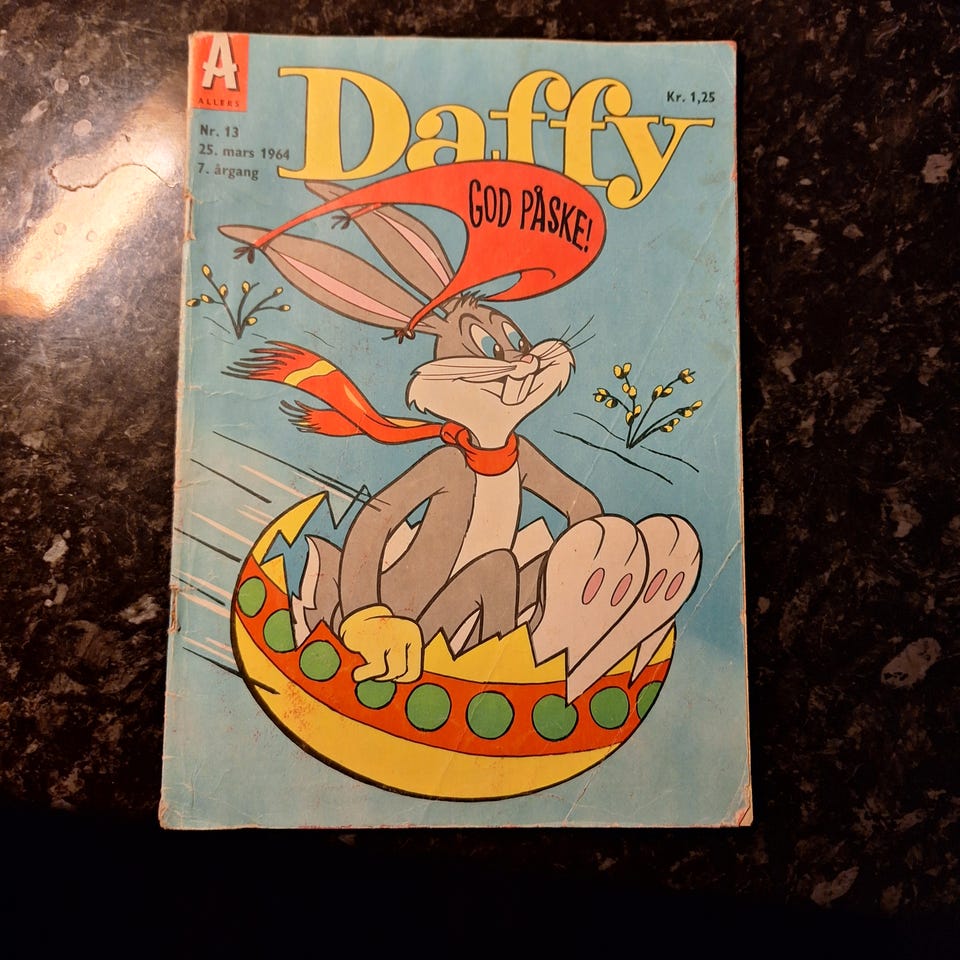 A
ALLERS
Daffy
Kr. 1,25
Nr. 13
25. mars 1964
7. årgang
GOD PÅSKE!